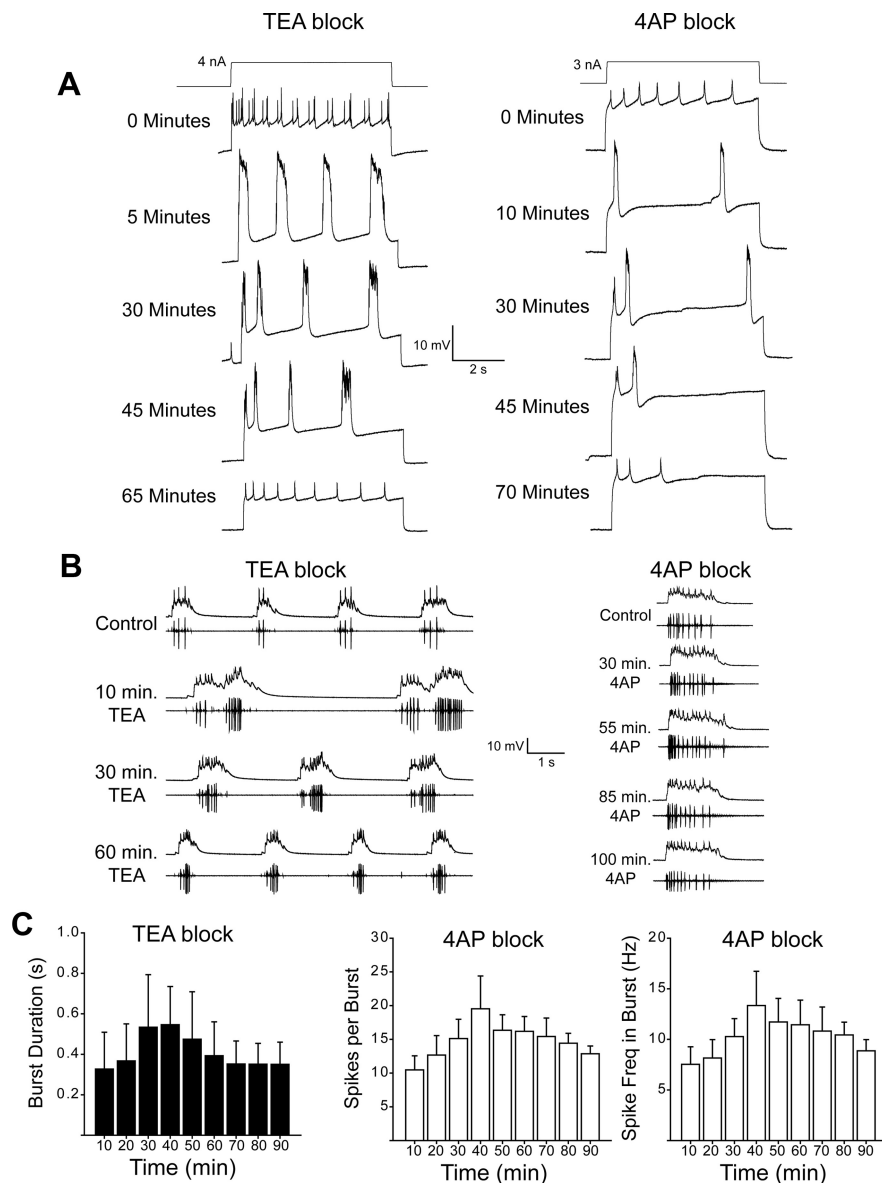 TEA block
4AP block
A
4 nA
3 nA
0 Minutes
5 Minutes
30 Minutes
45 Minutes
65 Minutes
0 Minutes
10 Minutes
30 Minutes
45 Minutes
70 Minutes
10 mV
2 s
B
TEA block
4AP block
Control
10 min.
TEA
30 min.
TEA
60 min.
TEA
10 mV
1 s
Control
30 min.
4AP
55 min.
4AP
85 min.
4AP
100 min.
4AP
C
TEA block
Burst Duration (s)
1.0
0.8
0.6
0.4
0.2
10 20 30 40 50 60 70 80 90
Time (min)
4AP block
Spikes per Burst
30
25
20
15
10
5
10 20 30 40 50 60 70 80 90
Time (min)
4AP block
Spike Freq in Burst (Hz)
20
15
10
5
10 20 30 40 50 60 70 80 90
Time (min)